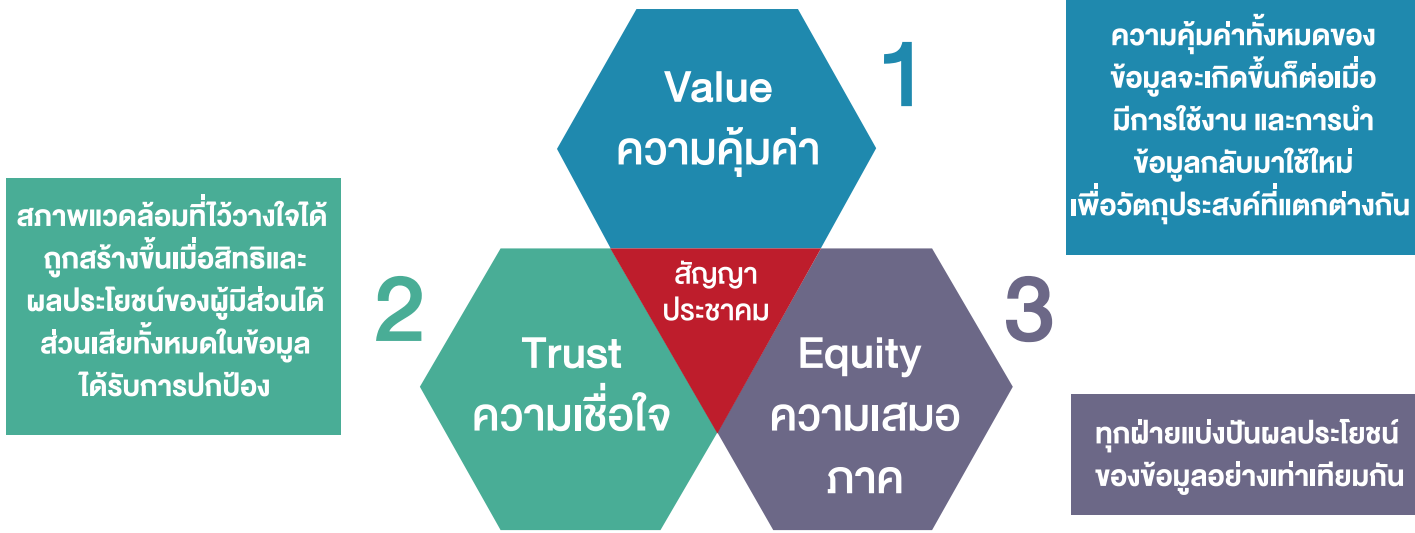 Value
ความคุ้มค่า
1
ความคุ้มค่าทั้งหมดของ
ข้อมูลจะเกิดขึ้นก็ต่อเมื่อ
มีการใช้งาน และการนำ
ข้อมูลกลับมาใช้ใหม่
เพื่อวัตถุประสงค์ที่แตกต่างกัน
สภาพแวดล้อมที่ไว้วางใจได้
ถูกสร้างขึ้นเมื่อสิทธิและ
ผลประโยชน์ของผู้มีส่วนได้
ส่วนเสียทั้งหมดในข้อมูล
ได้รับการปกป้อง
2
Trust
ความเชื่อใจ
สัญญา
ประชาคม
3
Equity
ความเสมอ
ภาค
ทุกฝ่ายแบ่งปันผลประโยชน์
ของข้อมูลอย่างเท่าเทียมกัน